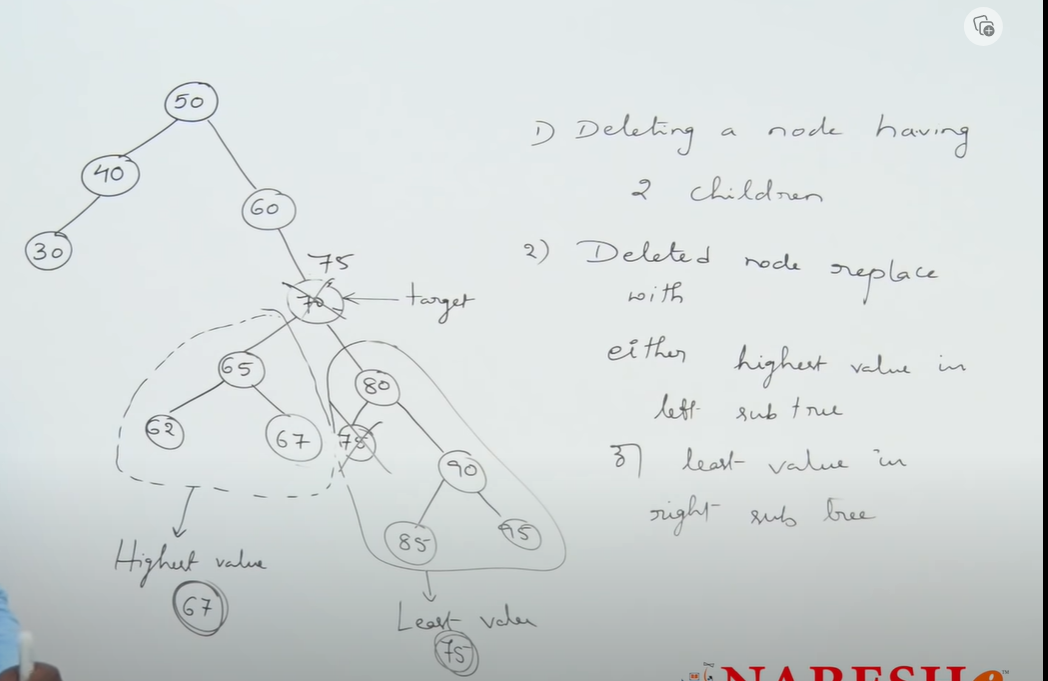 50
40
60
30
75
70
target
65
80
62
67
75
90
85
95
Highest value
67
Least value
75
1) Deleting a node having
2 children
2) Deleted node replace
with
either highest value in
left sub tree
3) least value in
right sub tree
NARESH